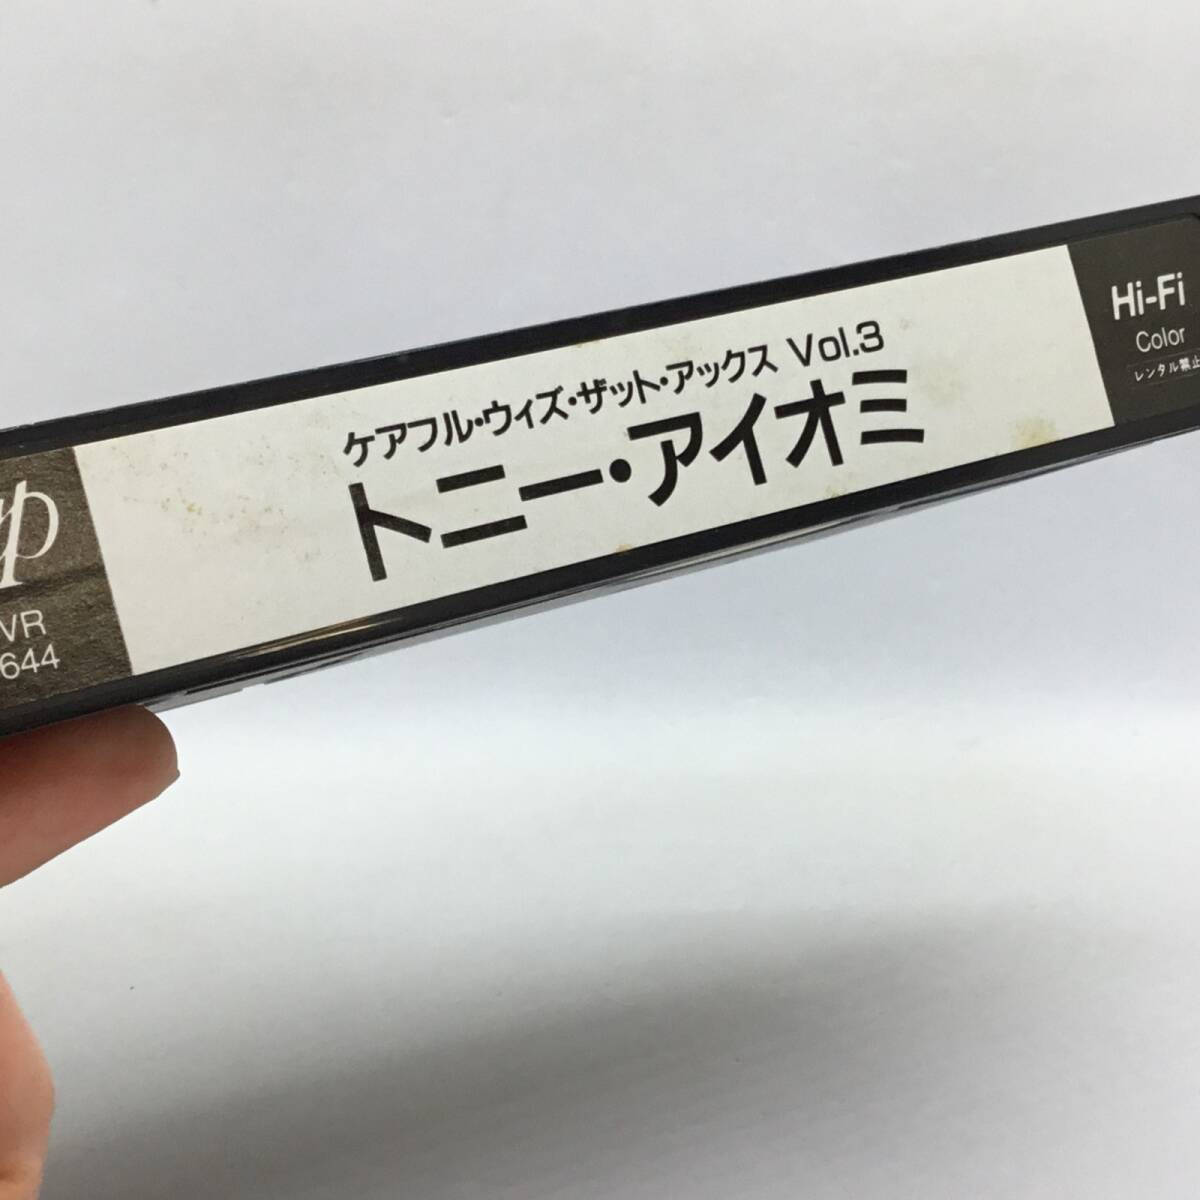 ケアフル・ウィズ・ザット・アックス Vol.3
トニー・アイオミ
Hi-Fi
Color
レンタル禁止
VR
644